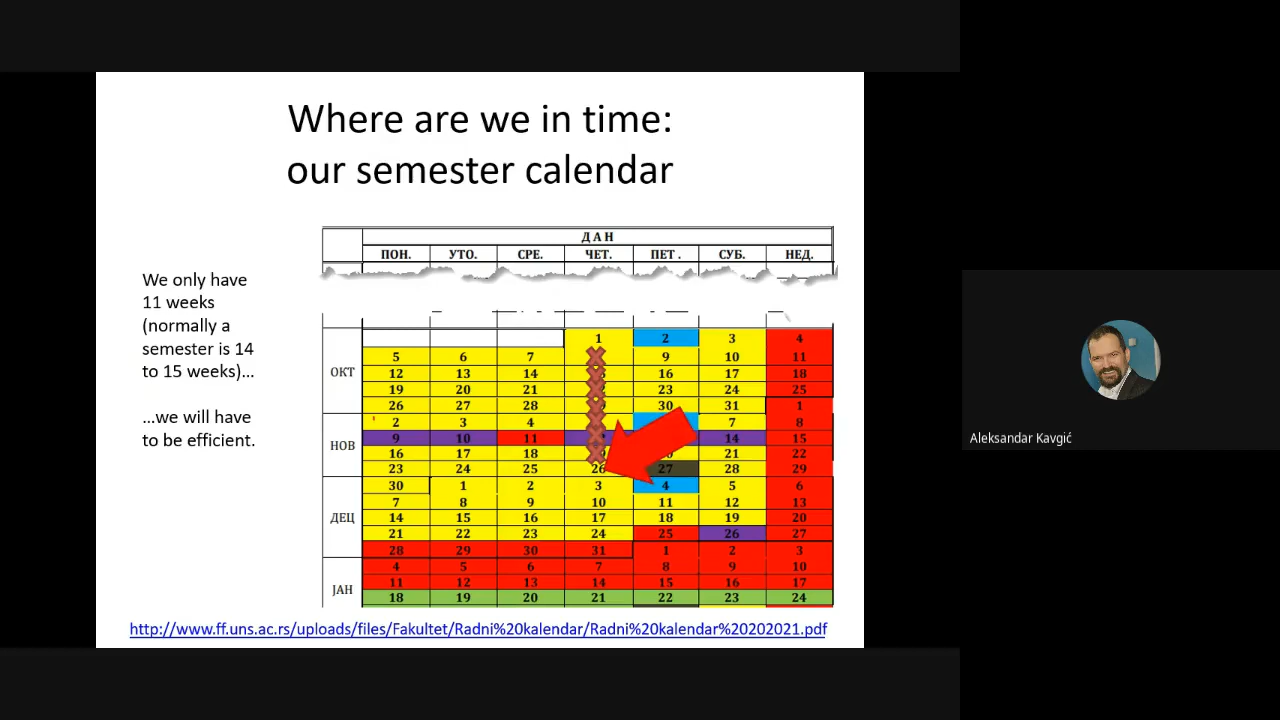 Where are we in time:
our semester calendar
We only have
11 weeks
(normally a
semester is 14
to 15 weeks)...
...we will have
to be efficient.
ДАН
ПОН. УТО. СРЕ. ЧЕТ. ПЕТ . СУБ. НЕД.
ОКТ
1 2 3 4
5 6 7 9 10 11
12 13 14 16 17 18
19 20 21 23 24 25
26 27 28 30 31 1
НОВ
2 3 4 7 8
9 10 11 14 15
16 17 18 21 22
23 24 25 26 27 28 29
ДЕЦ
30 1 2 3 4 5 6
7 8 9 10 11 12 13
14 15 16 17 18 19 20
21 22 23 24 25 26 27
28 29 30 31 1 2 3
ЈАН
4 5 6 7 8 9 10
11 12 13 14 15 16 17
18 19 20 21 22 23 24
http://www.ff.uns.ac.rs/uploads/files/Fakultet/Radni%20kalendar/Radni%20kalendar%20202021.pdf
Aleksandar Kavgić